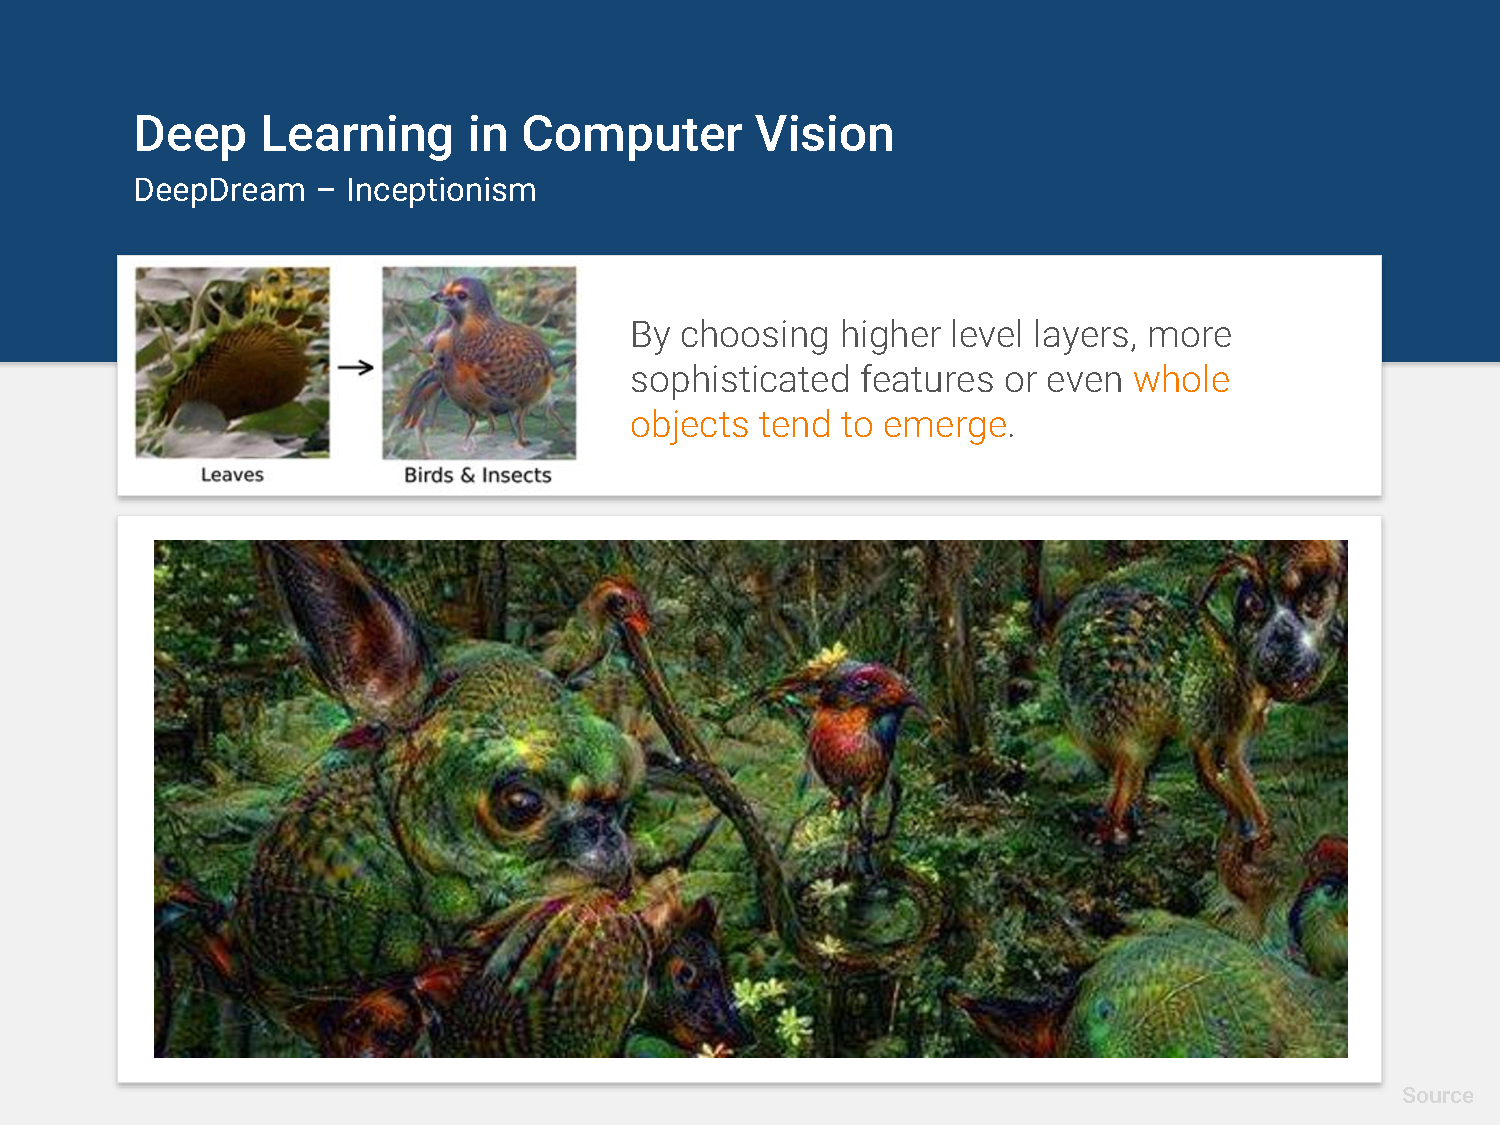 Deep Learning in Computer Vision
DeepDream – Inceptionism
Leaves
Birds & Insects
By choosing higher level layers, more
sophisticated features or even whole
objects tend to emerge.
Source